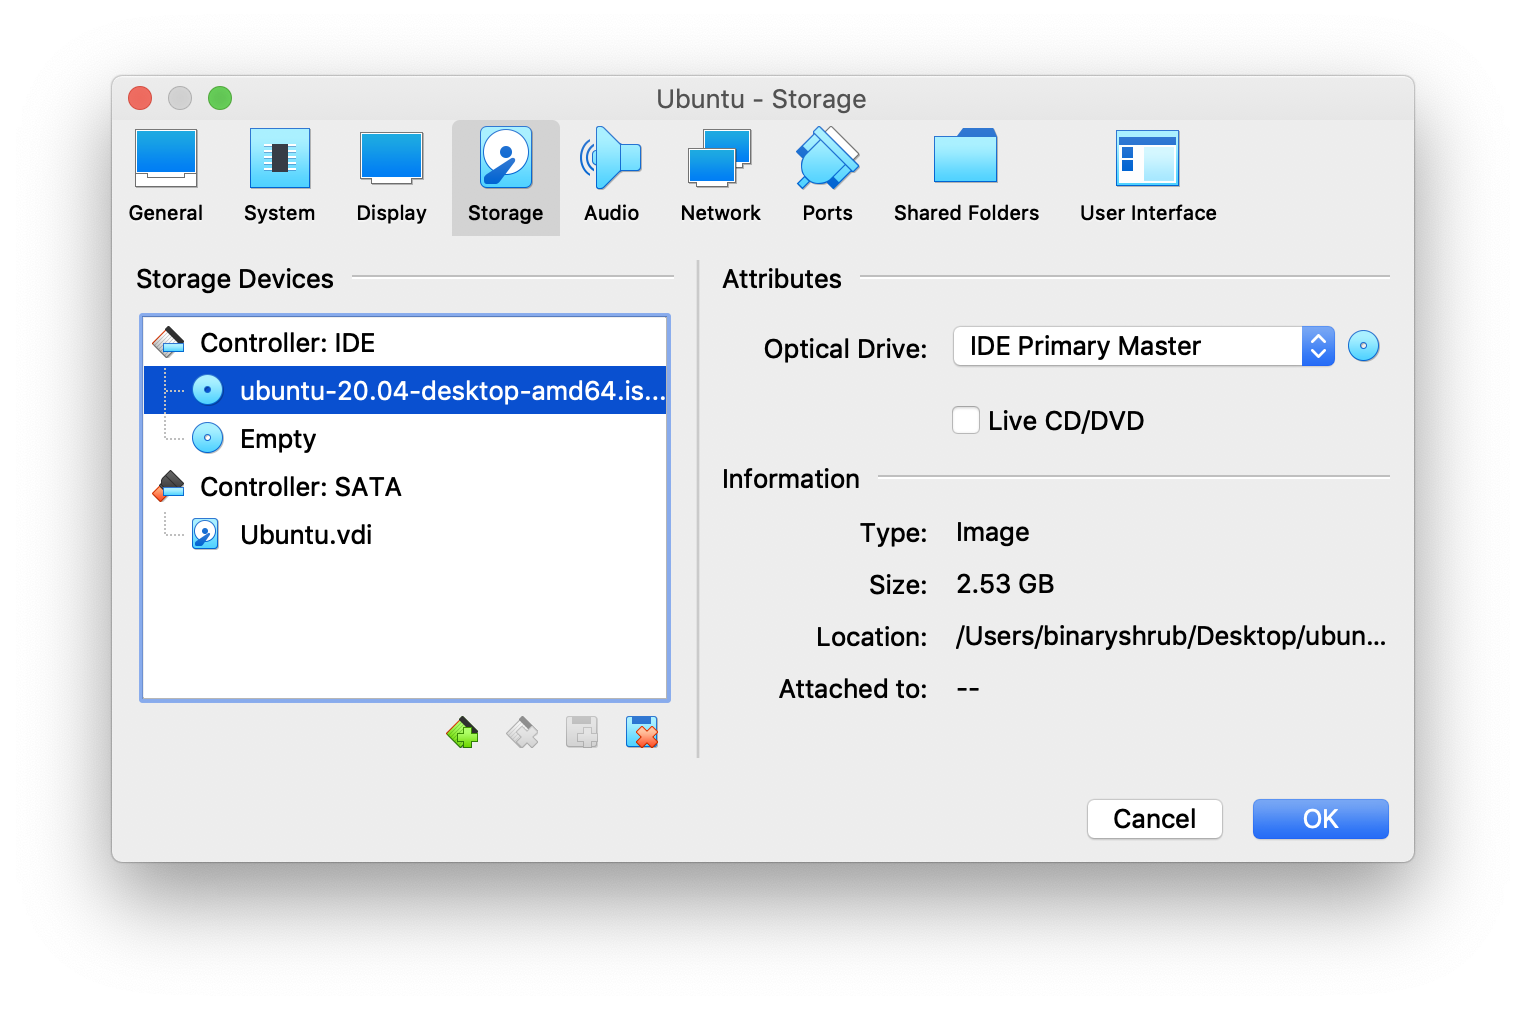 Ubuntu - Storage
General
System
Display
Storage
Audio
Network
Ports
Shared Folders
User Interface
Storage Devices
Controller: IDE
ubuntu-20.04-desktop-amd64.is...
Empty
Controller: SATA
Ubuntu.vdi
Attributes
Optical Drive: IDE Primary Master
Live CD/DVD
Information
Type: Image
Size: 2.53 GB
Location: /Users/binaryshrub/Desktop/ubun...
Attached to: --
Cancel
OK